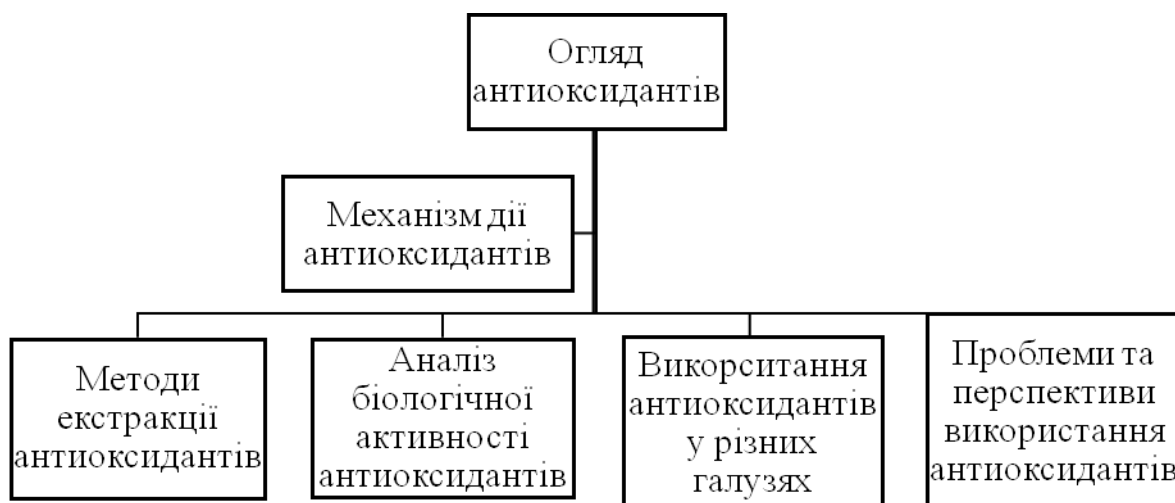 Огляд
антиоксидантів
Механізм дії
антиоксидантів
Методи
екстракції
антиоксидантів
Аналіз
біологічної
активності
антиоксидантів
Викорситання
антиоксидантів
у різних
галузях
Проблеми та
перспективи
використання
антиоксидантів